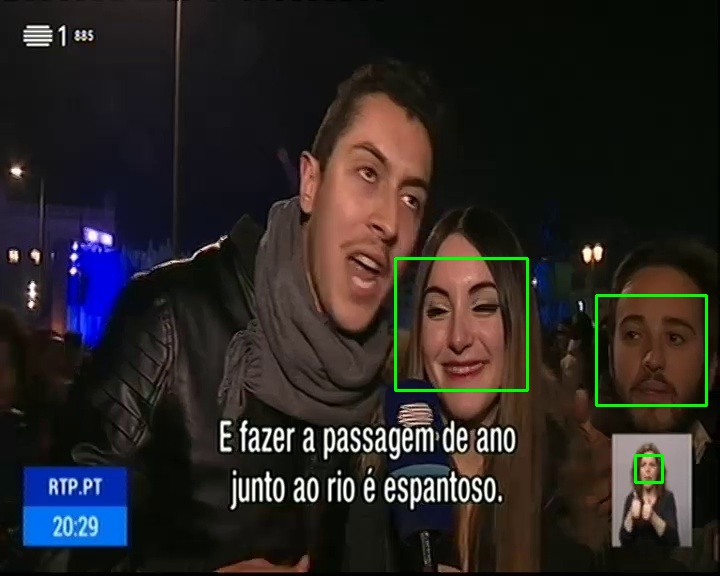 1 885
E fazer a passagem de ano
junto ao rio é espantoso.
RTP.PT
20:29